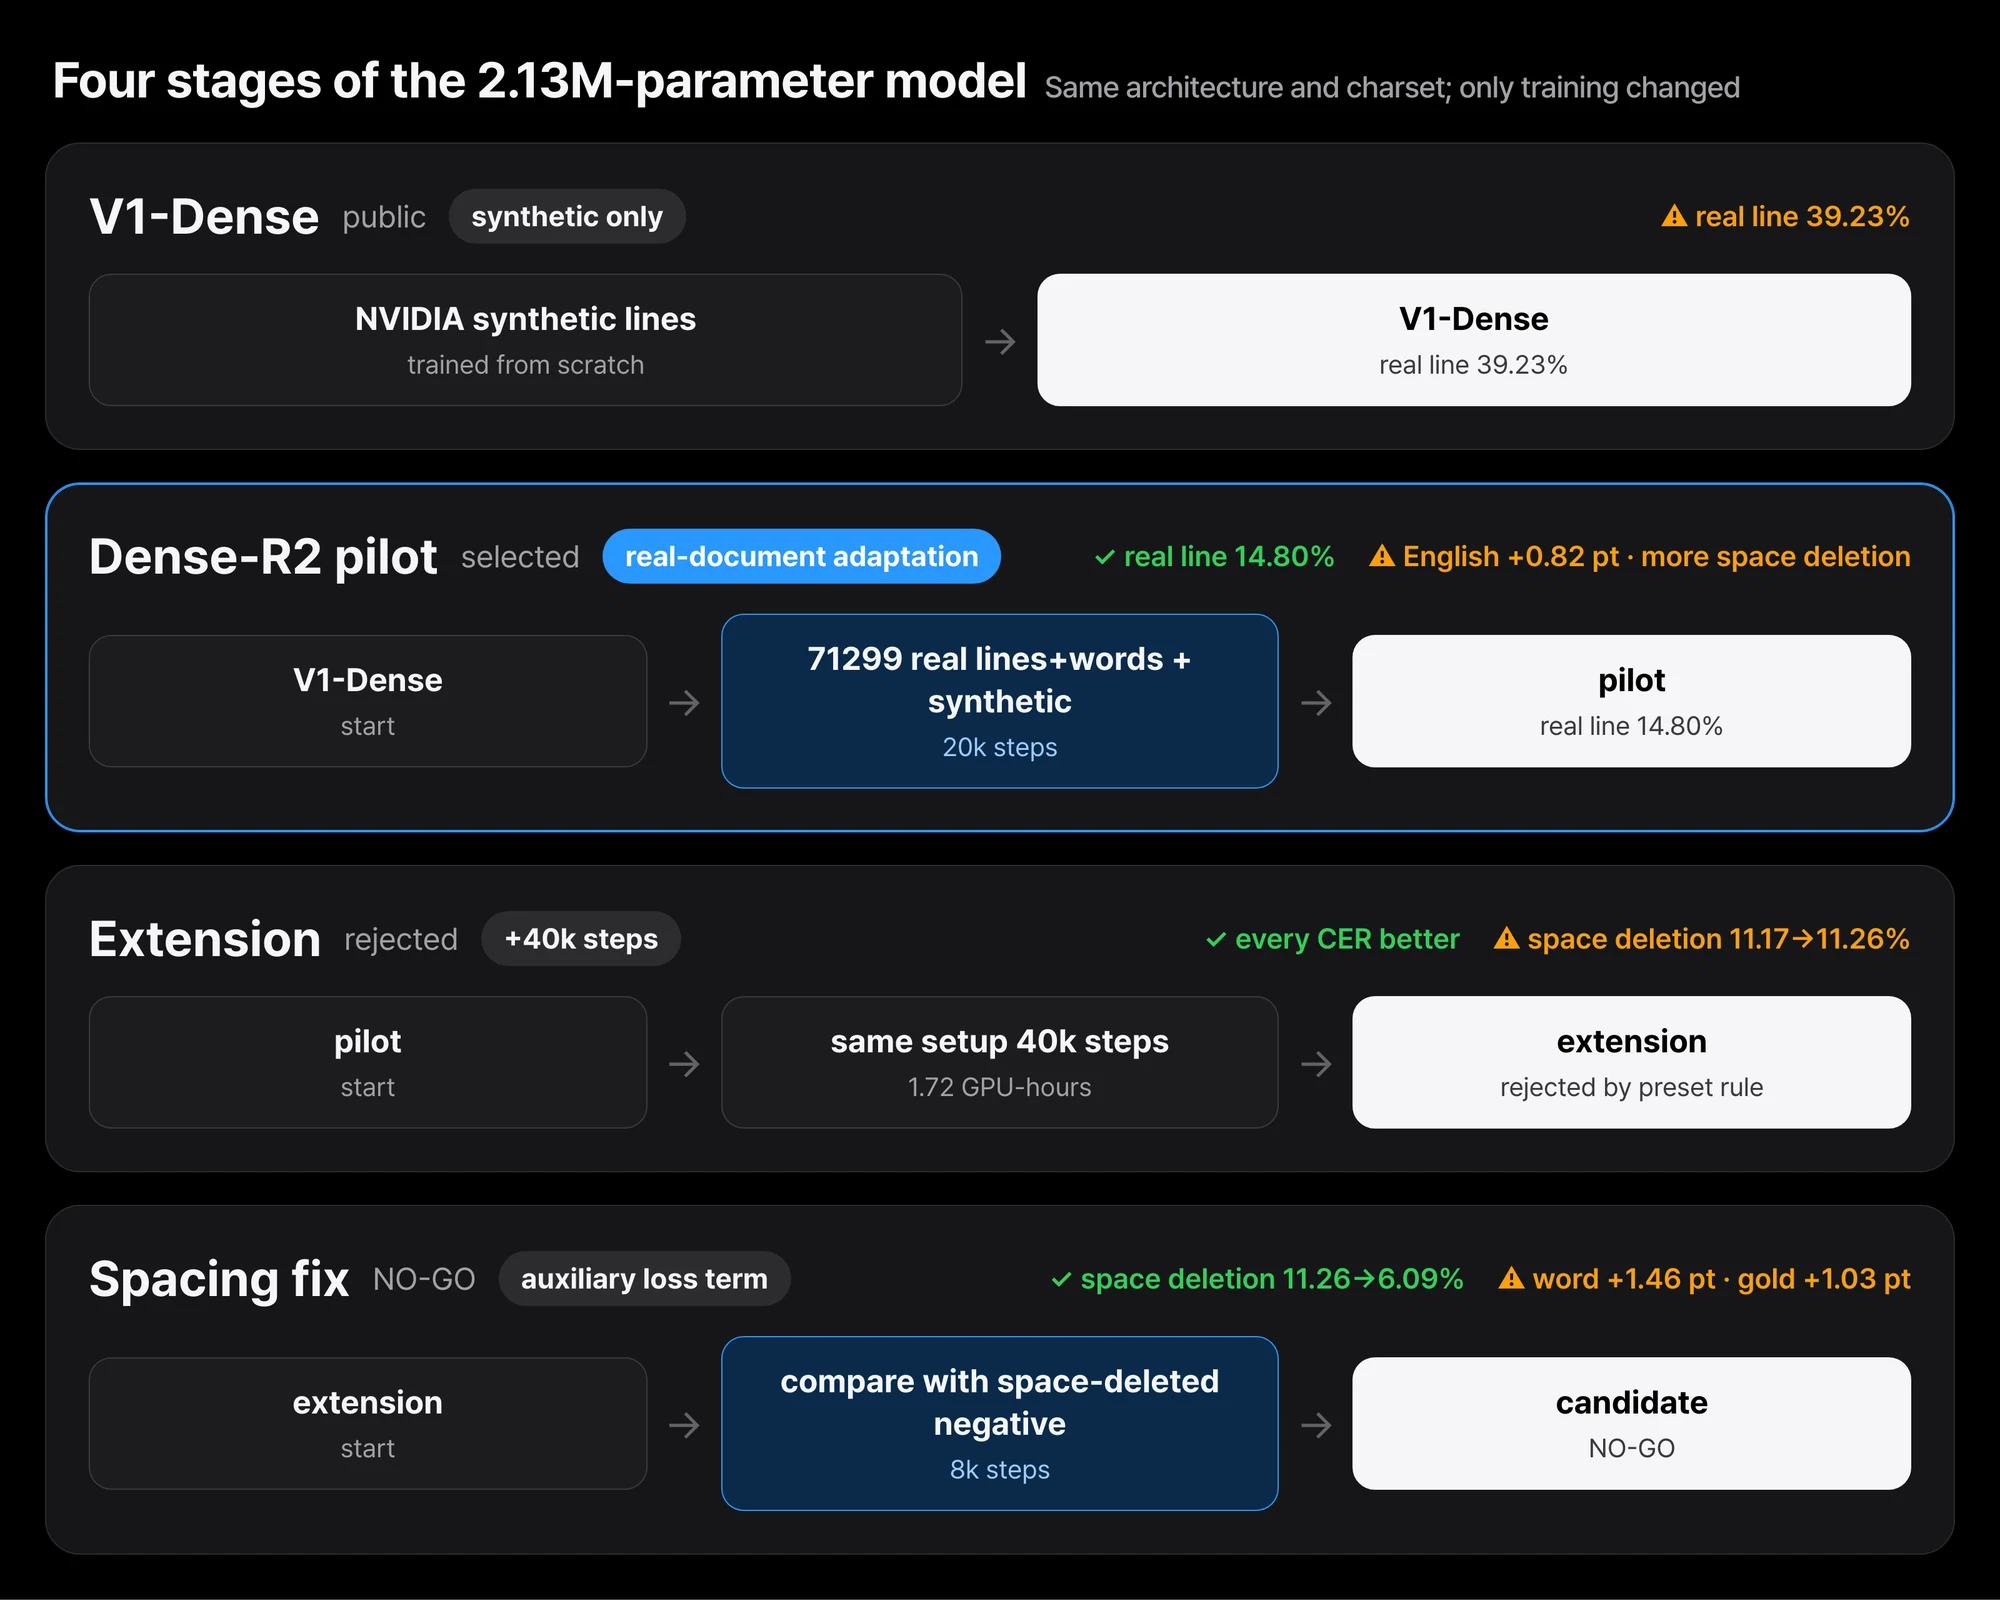 Four stages of the 2.13M-parameter model Same architecture and charset; only training changed
V1-Dense public synthetic only ⚠ real line 39.23%
NVIDIA synthetic lines
trained from scratch
→
V1-Dense
real line 39.23%
Dense-R2 pilot selected real-document adaptation ✓ real line 14.80% ⚠ English +0.82 pt · more space deletion
V1-Dense
start
→
71299 real lines+words +
synthetic
20k steps
→
pilot
real line 14.80%
Extension rejected +40k steps ✓ every CER better ⚠ space deletion 11.17→11.26%
pilot
start
→
same setup 40k steps
1.72 GPU-hours
→
extension
rejected by preset rule
Spacing fix NO-GO auxiliary loss term ✓ space deletion 11.26→6.09% ⚠ word +1.46 pt · gold +1.03 pt
extension
start
→
compare with space-deleted
negative
8k steps
→
candidate
NO-GO